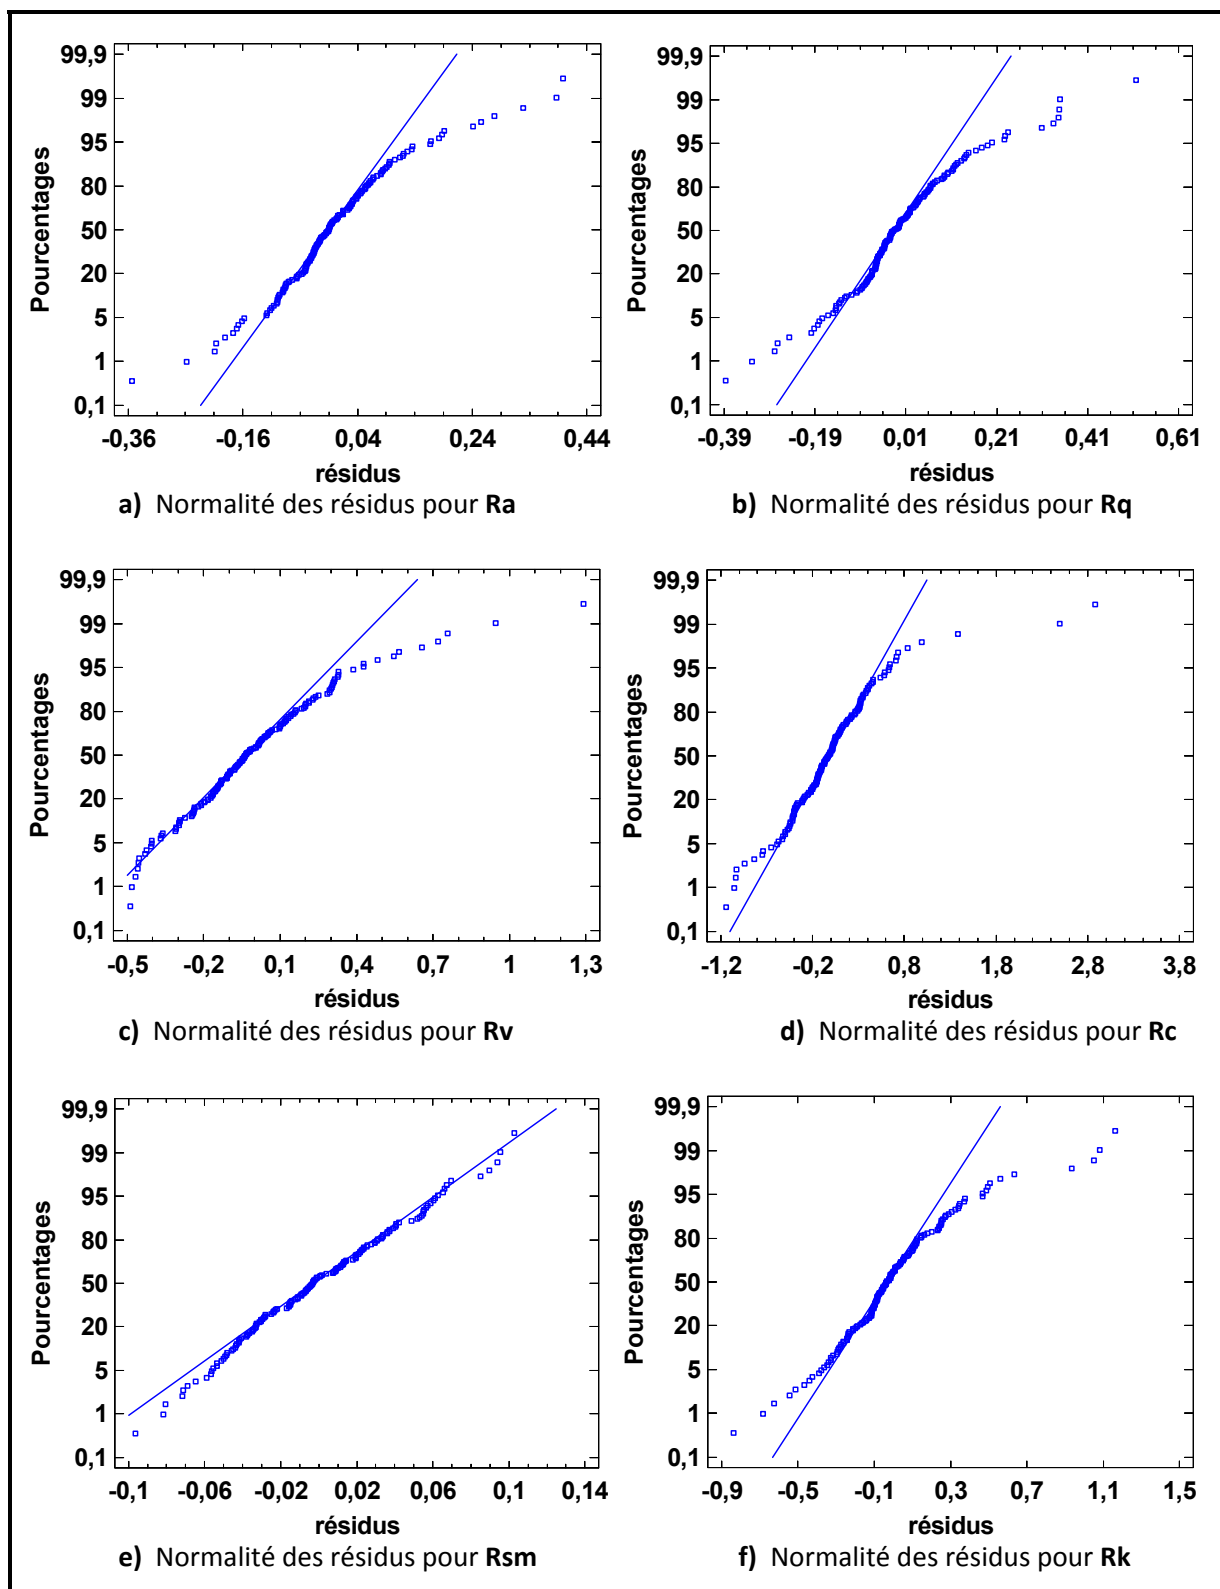 99,9
99
95
80
50
20
5
1
0,1
Pourcentages
-0,36 -0,16 0,04 0,24 0,44
résidus
a) Normalité des résidus pour Ra
99,9
99
95
80
50
20
5
1
0,1
Pourcentages
-0,39 -0,19 0,01 0,21 0,41 0,61
résidus
b) Normalité des résidus pour Rq
99,9
99
95
80
50
20
5
1
0,1
Pourcentages
-0,5 -0,2 0,1 0,4 0,7 1 1,3
résidus
c) Normalité des résidus pour Rv
99,9
99
95
80
50
20
5
1
0,1
Pourcentages
-1,2 -0,2 0,8 1,8 2,8 3,8
résidus
d) Normalité des résidus pour Rc
99,9
99
95
80
50
20
5
1
0,1
Pourcentages
-0,1 -0,06 -0,02 0,02 0,06 0,1 0,14
résidus
e) Normalité des résidus pour Rsm
99,9
99
95
80
50
20
5
1
0,1
Pourcentages
-0,9 -0,5 -0,1 0,3 0,7 1,1 1,5
résidus
f) Normalité des résidus pour Rk